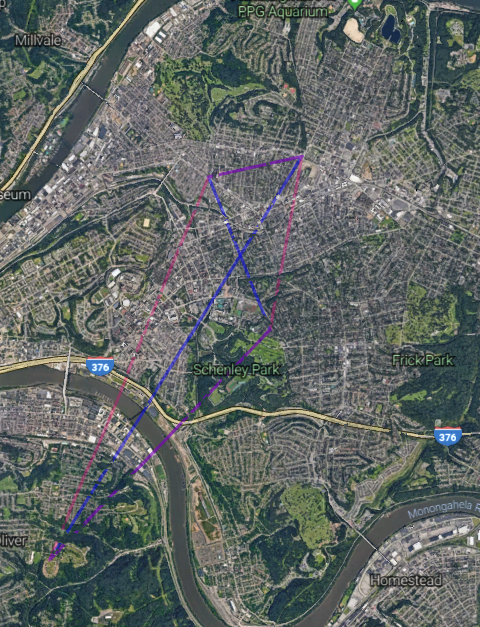 PPG Aquarium
Millvale
seum
376
Schenley Park
Frick Park
376
Monongahela R
liver
Homestead